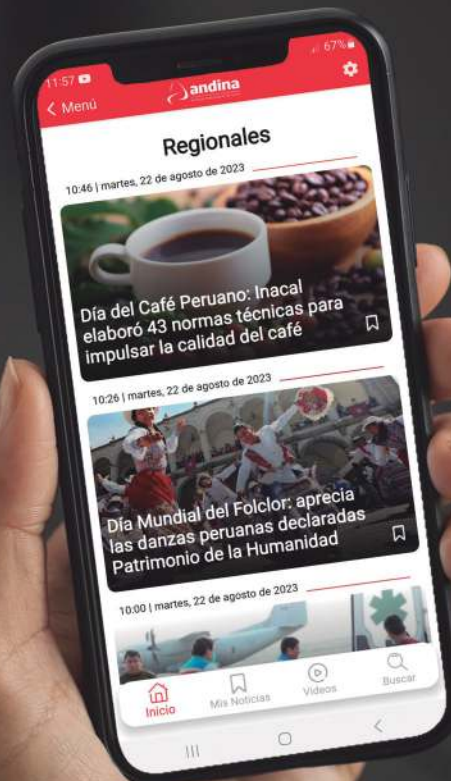 11:57
67%
< Menú
andina
Regionales
10:46 | martes, 22 de agosto de 2023
Día del Café Peruano: Inacal
elaboró 43 normas técnicas para
impulsar la calidad del café
10:26 | martes, 22 de agosto de 2023
Día Mundial del Folclor: aprecia
las danzas peruanas declaradas
Patrimonio de la Humanidad
10:00 | martes, 22 de agosto de 2023
Inicio
Mis Noticias
Videos
Buscar